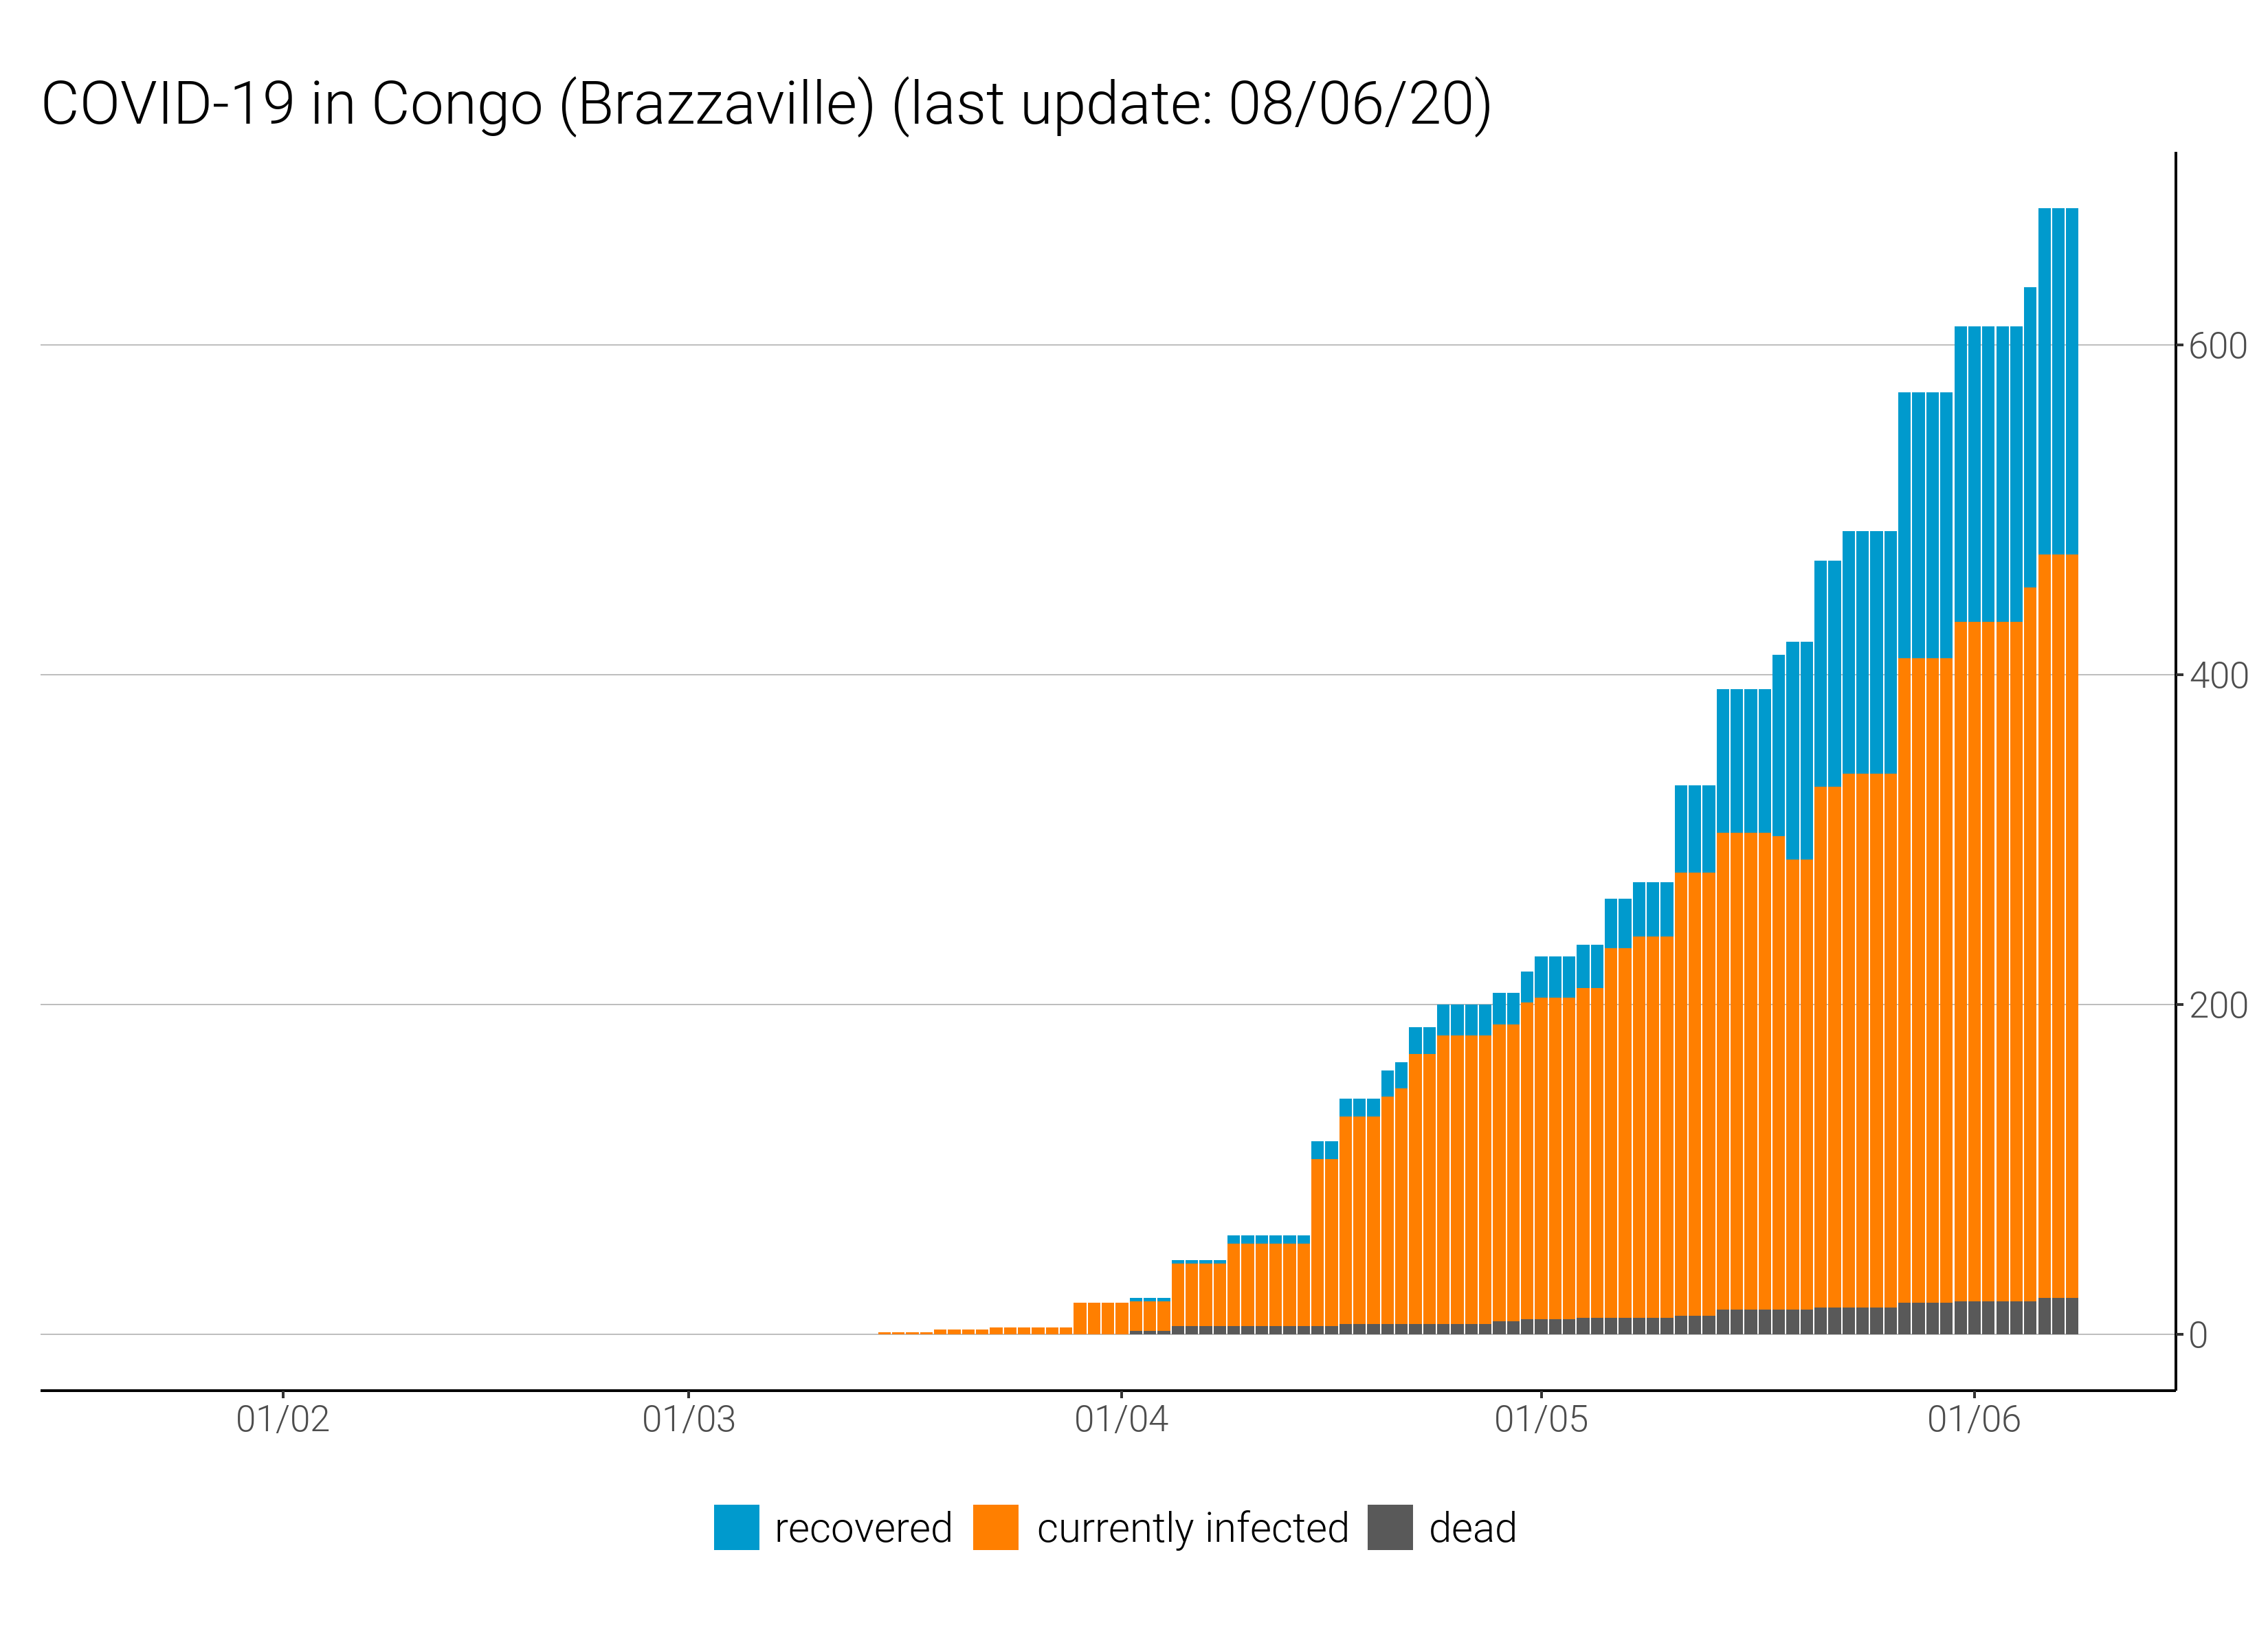 COVID-19 in Congo (Brazzaville) (last update: 08/06/20)
600
400
200
0
01/02 01/03 01/04 01/05 01/06
recovered currently infected dead